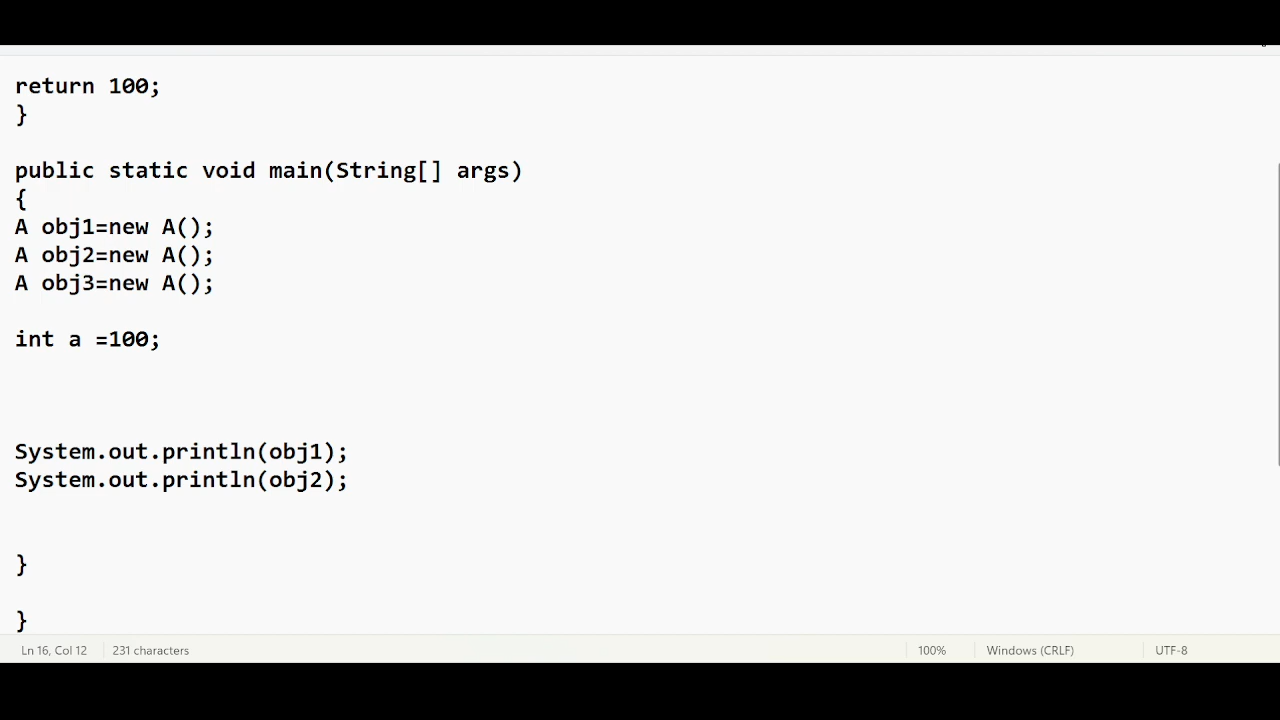 return 100;
}
public static void main(String[] args)
{
A obj1=new A();
A obj2=new A();
A obj3=new A();
int a =100;
System.out.println(obj1);
System.out.println(obj2);
}
}
Ln 16, Col 12 231 characters 100% Windows (CRLF) UTF-8